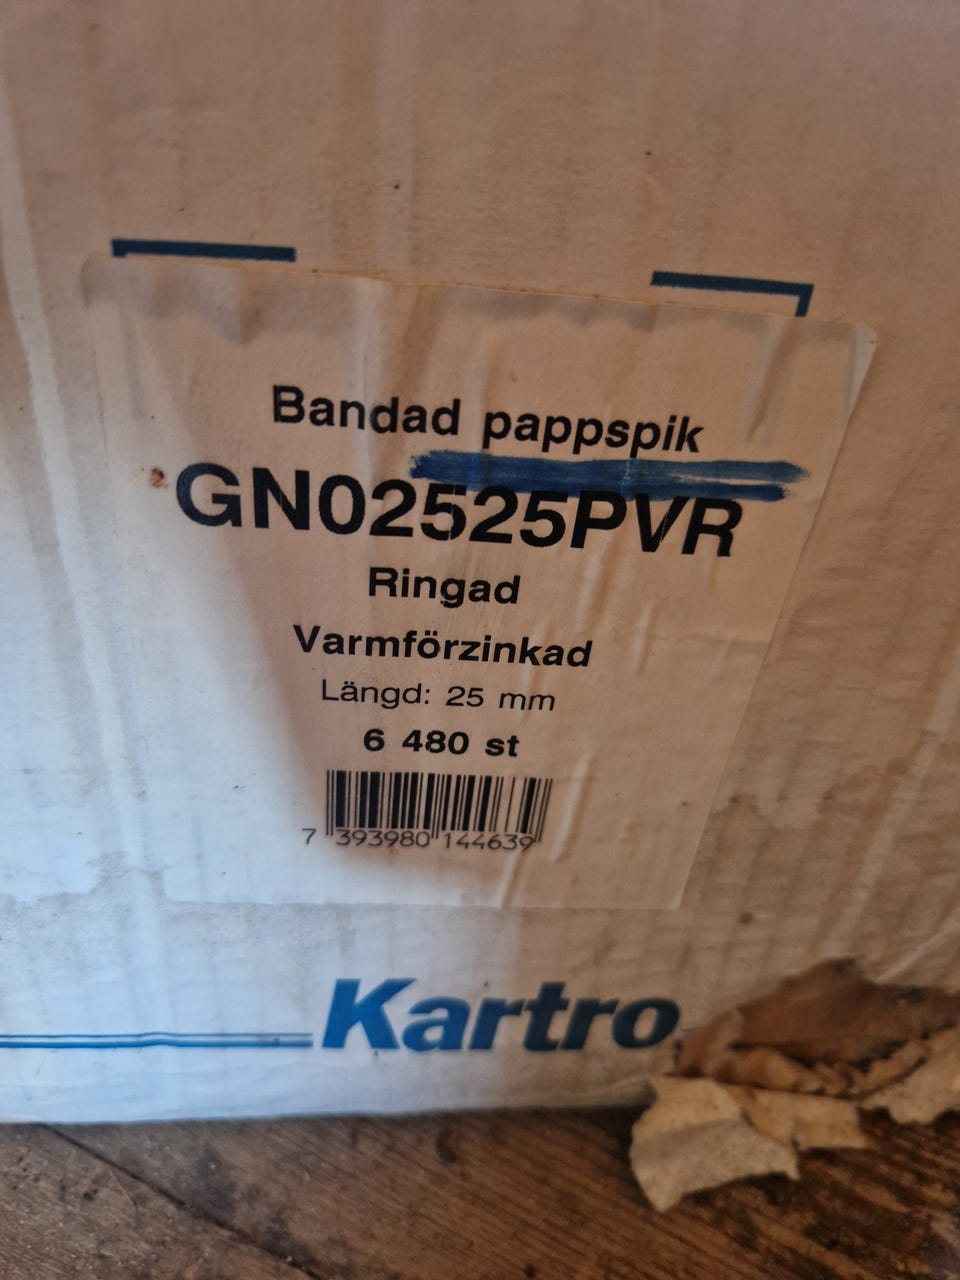 Bandad pappspik
GN02525PVR
Ringad
Varmförzinkad
Längd: 25 mm
6 480 st
7 393980 144639
Kartro